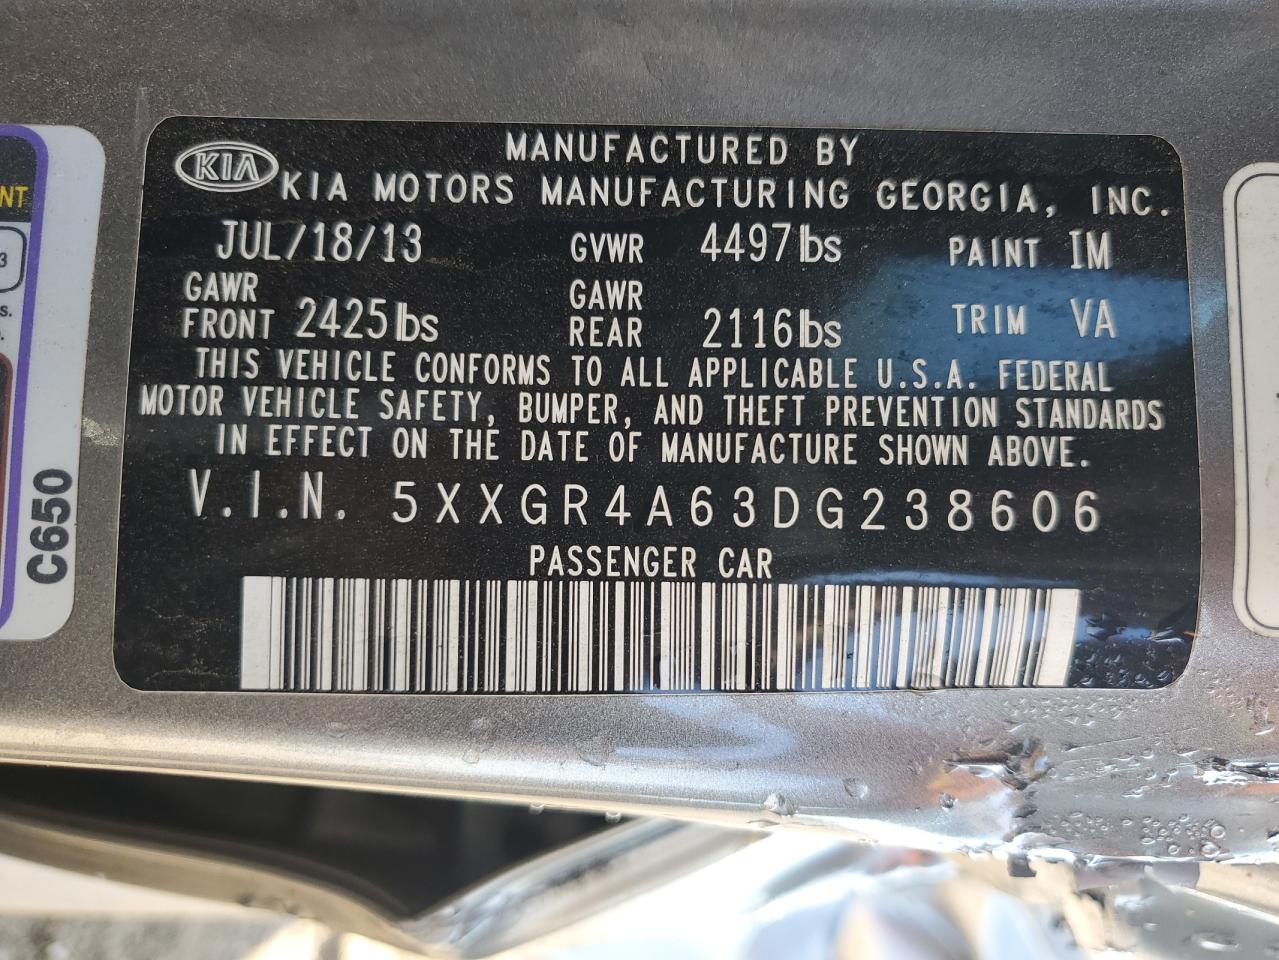 MANUFACTURED BY
KIA
KIA MOTORS MANUFACTURING GEORGIA, INC.
JUL/18/13 GVWR 4497lbs PAINT IM
GAWR FRONT 2425lbs GAWR REAR 2116lbs TRIM VA
THIS VEHICLE CONFORMS TO ALL APPLICABLE U.S.A. FEDERAL
MOTOR VEHICLE SAFETY, BUMPER, AND THEFT PREVENTION STANDARDS
IN EFFECT ON THE DATE OF MANUFACTURE SHOWN ABOVE.
V.I.N. 5XXGR4A63DG238606
PASSENGER CAR
NT
3
s.
C650